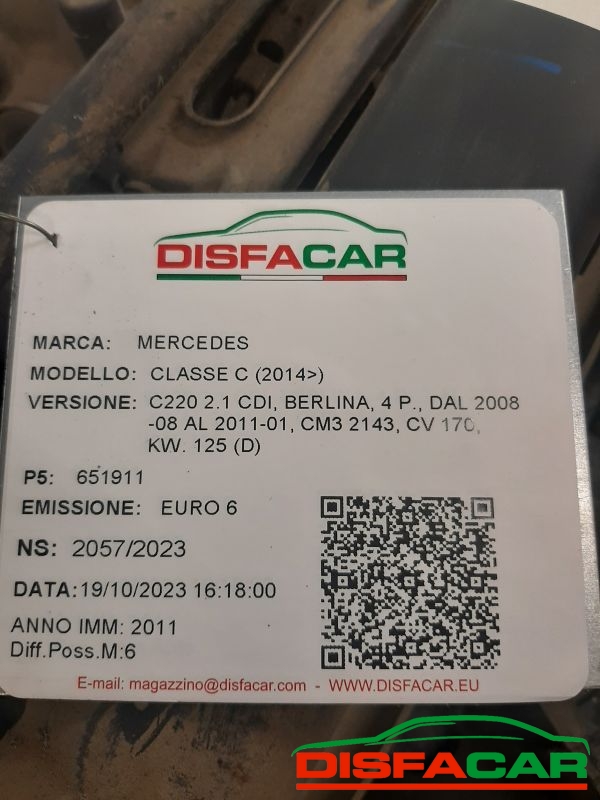 DISFACAR
MARCA: MERCEDES
MODELLO: CLASSE C (2014>)
VERSIONE: C220 2.1 CDI, BERLINA, 4 P., DAL 2008
-08 AL 2011-01, CM3 2143, CV 170,
KW. 125 (D)
P5: 651911
EMISSIONE: EURO 6
NS: 2057/2023
DATA:19/10/2023 16:18:00
ANNO IMM: 2011
Diff.Poss.M:6
E-mail: magazzino@disfacar.com - WWW.DISFACAR.EU
DISFACAR